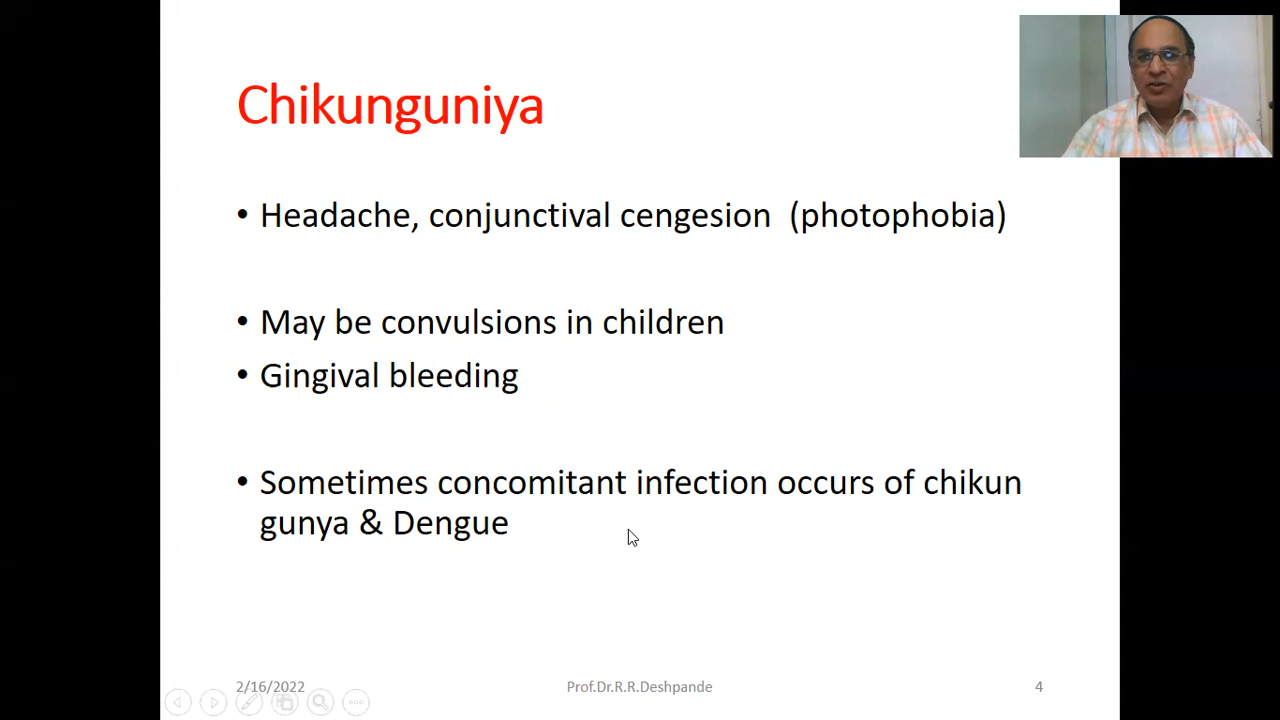 Chikunguniya
• Headache, conjunctival cengesion (photophobia)
• May be convulsions in children
• Gingival bleeding
• Sometimes concomitant infection occurs of chikun
gunya & Dengue
2/16/2022
Prof.Dr.R.R.Deshpande
4